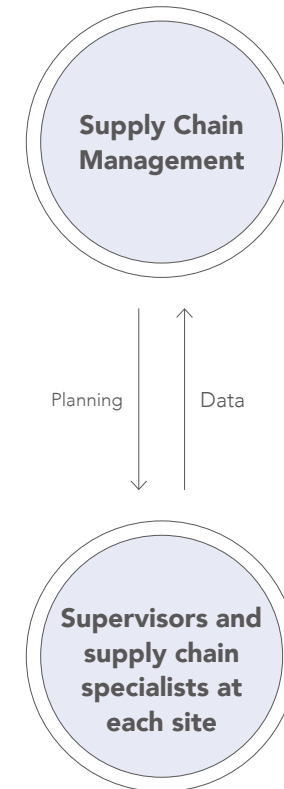 Supply Chain
Management
Planning
Data
Supervisors and
supply chain
specialists at
each site